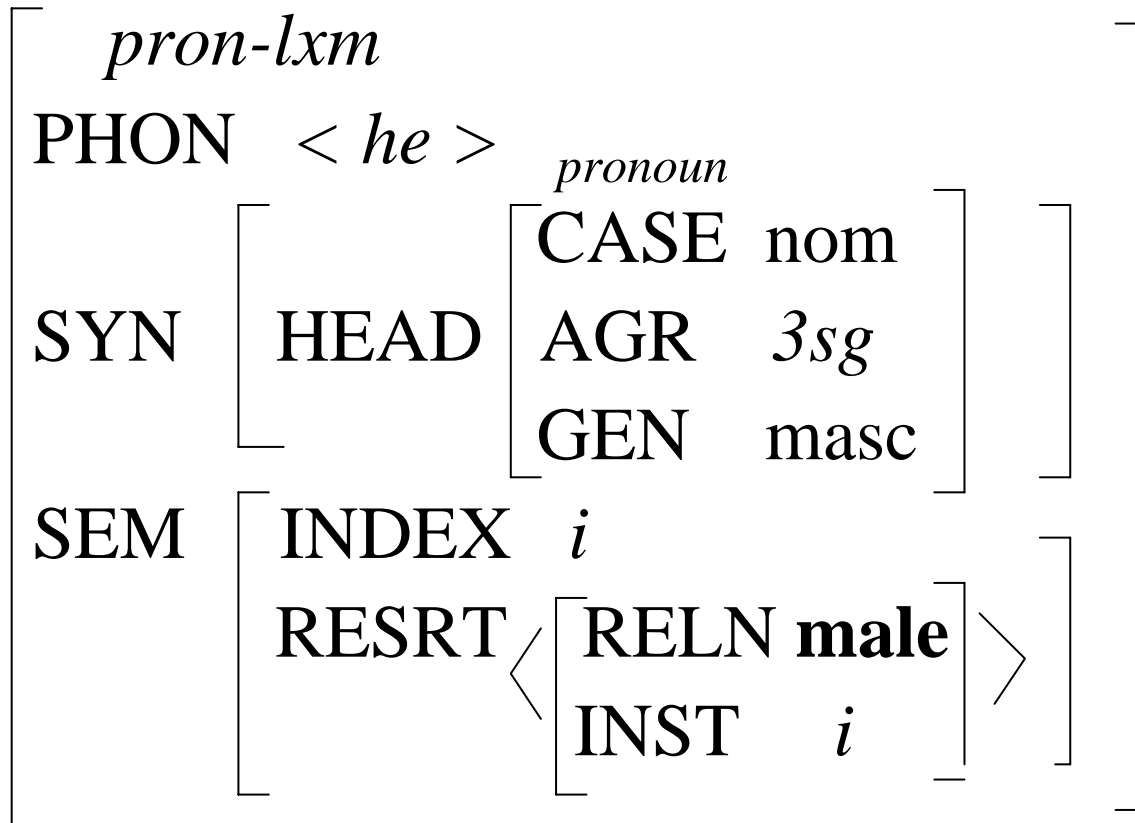 pron-lxm
PHON < he >
pronoun
CASE nom
SYN HEAD AGR 3sg
GEN masc
SEM INDEX i
RESRT RELN male
INST i